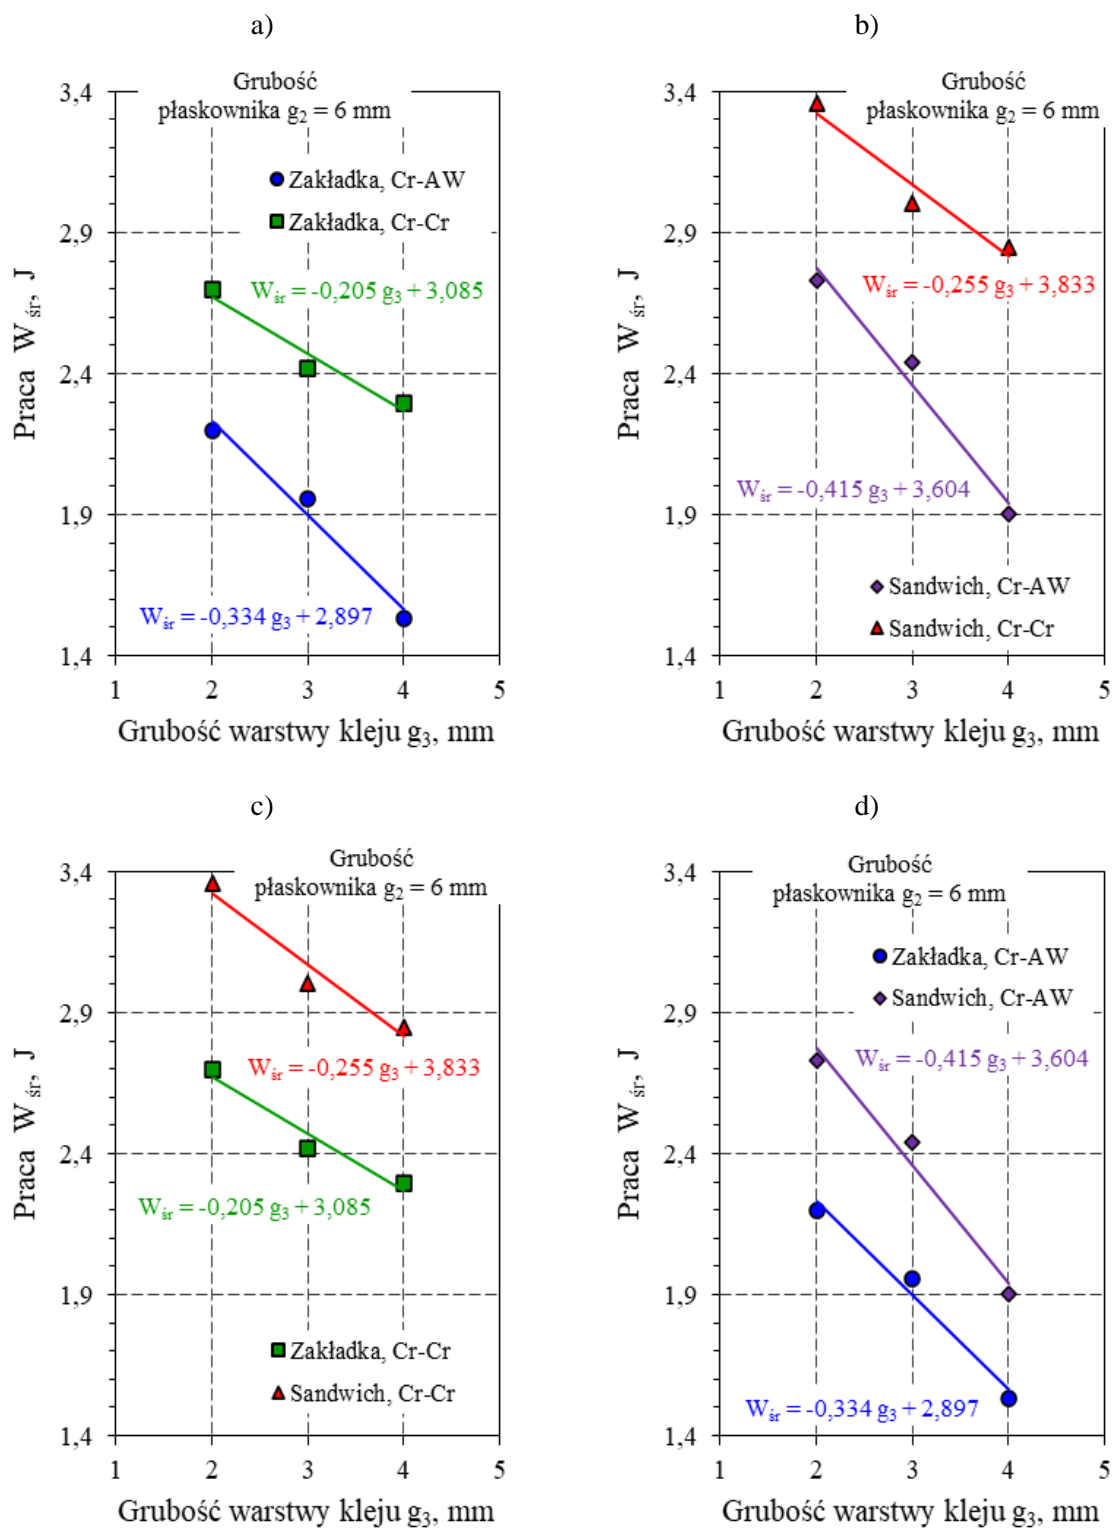 a)
Grubość
płaskownika g₂ = 6 mm
3,4
2,9
2,4
1,9
1,4
Praca Wśr, J
Zakładka, Cr-AW
Zakładka, Cr-Cr
Wśr = -0,205 g₃ + 3,085
Wśr = -0,334 g₃ + 2,897
1 2 3 4 5
Grubość warstwy kleju g₃, mm
b)
Grubość
płaskownika g₂ = 6 mm
3,4
2,9
2,4
1,9
1,4
Praca Wśr, J
Wśr = -0,255 g₃ + 3,833
Wśr = -0,415 g₃ + 3,604
Sandwich, Cr-AW
Sandwich, Cr-Cr
1 2 3 4 5
Grubość warstwy kleju g₃, mm
c)
Grubość
płaskownika g₂ = 6 mm
3,4
2,9
2,4
1,9
1,4
Praca Wśr, J
Wśr = -0,255 g₃ + 3,833
Wśr = -0,205 g₃ + 3,085
Zakładka, Cr-Cr
Sandwich, Cr-Cr
1 2 3 4 5
Grubość warstwy kleju g₃, mm
d)
Grubość
płaskownika g₂ = 6 mm
3,4
2,9
2,4
1,9
1,4
Praca Wśr, J
Zakładka, Cr-AW
Sandwich, Cr-AW
Wśr = -0,415 g₃ + 3,604
Wśr = -0,334 g₃ + 2,897
1 2 3 4 5
Grubość warstwy kleju g₃, mm